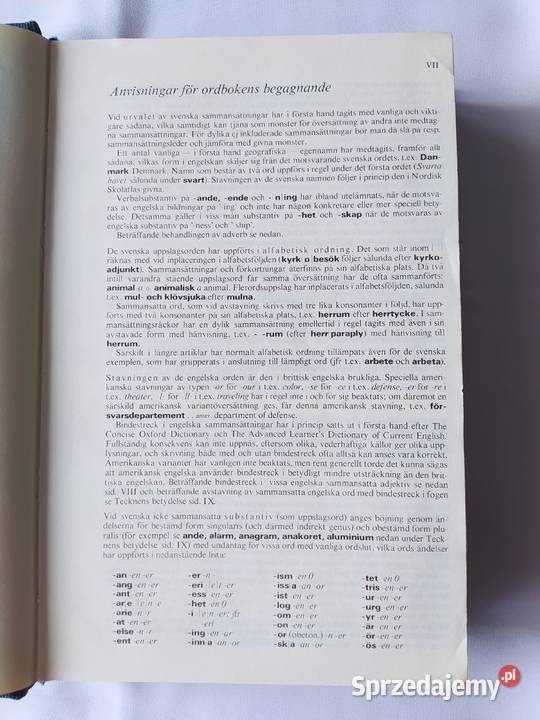 VII
Anvisningar för ordbokens begagnande
Vid urvalet av svenska sammansättningar har i första hand tagits med vanliga och viktigare sådana, vilka samtidigt kan tjäna som mönster för översättning av andra inte medtagna sammansättningar. För dylika ej inkluderade sammansättningar bör man då slå på resp.
sammansättningsleder och jämföra med givna mönster.
Ett antal vanliga — i första hand geografiska — egennamn har medtagits, framför allt
sådana, vilkas form i engelskan skiljer sig från det motsvarande svenska ordets, t.ex. Dan-
mark Denmark. Namn som består av två ord uppförs i regel under det första ordet (Svarta
havet sålunda under svart). Stavningen av de svenska namnen följer i princip den i Nordisk
Skolatlas givna.
Verbalsubstantiv på -ande, -ende och -ning har ibland utelämnats, när de motsva-
ras av engelska bildningar på 'ing' och inte har någon konkretare eller mer speciell bety-
delse. Detsamma gäller i viss mån substantiv på -het och -skap när de motsvaras av
engelska substantiv på 'ness' och 'ship'.
Beträffande behandlingen av adverb se nedan.
De svenska uppslagsorden har uppförts i alfabetisk ordning. Det som står inom
räknas med vid inplaceringen i alfabetsföljden (kyrk o besök följer sålunda efter kyrko-
adjunkt). Sammansättningar och förkortningar återfinns på sin alfabetiska plats. Då två
intill varandra stående uppslagsord får samma översättning har de ofta sammanförts:
animal a o. animalisk a animal. Flerordsuppslag har inplacerats i alfabetsföljden, sålunda
t.ex. mul- och klövsjuka efter mulna.
Sammansatta ord, som vid avstavning skrivs med tre lika konsonanter i följd, har upp-
förts med två konsonanter på sin alfabetiska plats, t.ex. herrum efter herrtycke. I sam-
mansättningsräckor har en dylik sammansättning emellertid i regel tagits med även i sin
avstavade form med hänvisning, t.ex. - -rum (efter herr|paraply) med hänvisning till
herrum.
Särskilt i längre artiklar har normalt alfabetisk ordning tillämpats även för de svenska
exemplen, som har grupperats i anslutning till lämpligt ord (jfr t.ex. arbete och arbeta).
Stavningen av de engelska orden är den i brittisk engelska brukliga. Speciella ameri-
kanska stavningar av typen -or för -our i t.ex. color, -se för -ce i t.ex. defense, -er för -re i
t.ex. theater, -l- för -ll- i t.ex. traveling har i regel inte i och för sig beaktats; om däremot en
särskild amerikansk variantöversättning ges, får denna amerikansk stavning, t.ex. för-
svarsdepartement . . amer. department of defense.
Bindestreck i engelska sammansättningar har i princip satts ut i första hand efter The
Concise Oxford Dictionary och The Advanced Learner's Dictionary of Current English.
Fullständig konsekvens kan inte uppnås, eftersom olika, vederhäftiga källor ger olika upp-
lysningar, och skrivning både med och utan bindestreck ofta alltså kan anses vara korrekt.
Amerikanska varianter har vanligen inte beaktats, men rent generellt torde det kunna sägas
att amerikansk engelska använder bindestreck i betydligt mindre utsträckning än den brit-
tiska engelskan. Beträffande bindestreck i vissa engelska sammansatta adjektiv se nedan
sid. VIII och beträffande avstavning av sammansatta engelska ord med bindestreck i fogen
se Tecknens betydelse sid. IX.
Vid svenska icke sammansatta substantiv (som uppslagsord) anges böjning genom än-
delserna för bestämd form singularis (och därmed indirekt genus) och obestämd form plu-
ralis (för exempel se ande, alarm, anagram, anakoret, aluminium nedan under Teck-
nens betydelse sid. IX) med undantag för vissa ord med vanliga ordslut, vilka ords ändelser
har uppförts i nedanstående lista:
-an -en -er -er -n - -ism -en 0 -tet -en 0
-ang -en -er -eri -e[t] -er -iss|a -an -or -tris -en -er
-ant -en -er -ess -en -er -ist -en -er -ur -en -er
-het -en 0 -log -en -er -urg -en -er
-arie -n -r -om -en -er -yr -en -er
-at -en -er -on -en -er -är -en -er
-else -n -r -ing -en -ar -or (obeton.) -n -er -ör -en -er
-ent -en -er -inn|a -an -or -sk|a -an -or -ös -en -er
Sprzedajemy.pl